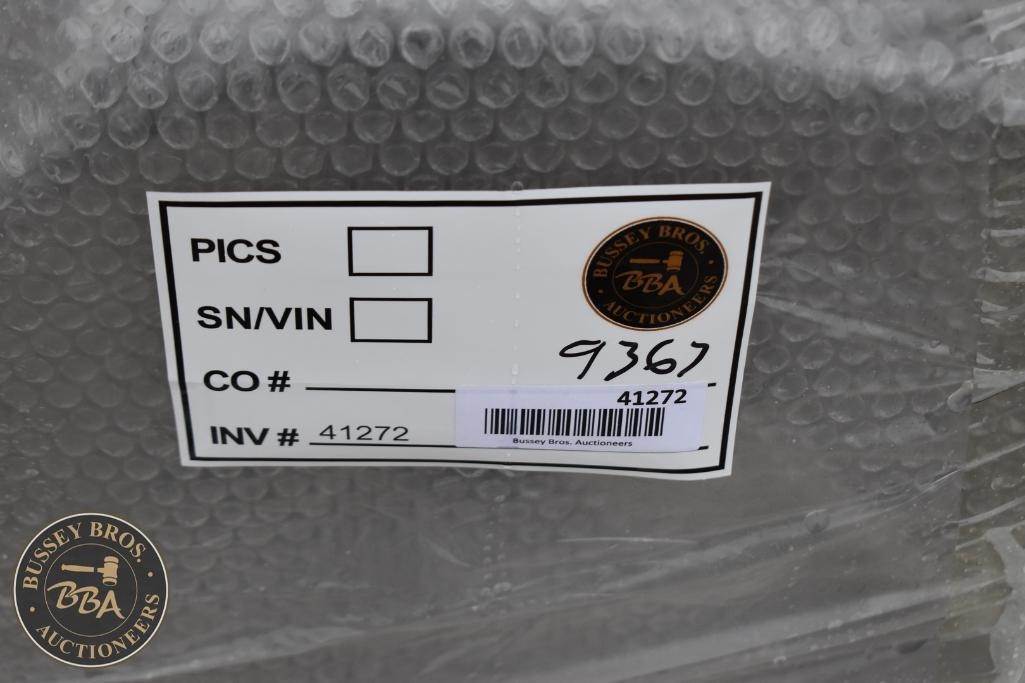 PICS
SN/VIN
CO #
INV # 41272
BUSSEY BROS.
BBA
AUCTIONEERS
9367
41272
Bussey Bros. Auctioneers
BUSSEY BROS.
BBA
AUCTIONEERS